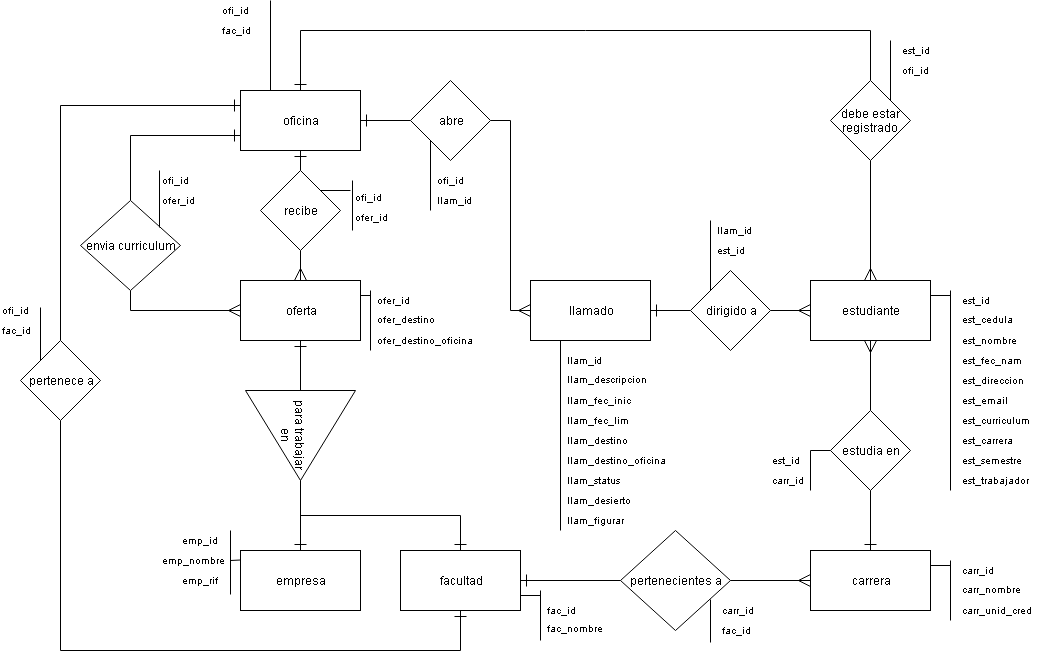 ofi_id
fac_id
est_id
ofi_id
oficina
abre
debe estar
registrado
ofi_id
ofer_id
ofi_id
ofer_id
ofi_id
llam_id
recibe
envia curriculum
llam_id
est_id
ofi_id
fac_id
oferta
ofer_id
ofer_destino
ofer_destino_oficina
llamado
dirigido a
estudiante
est_id
est_cedula
est_nombre
est_fec_nam
est_direccion
est_email
est_curriculum
est_carrera
est_semestre
est_trabajador
llam_id
llam_descripcion
llam_fec_inic
llam_fec_lim
llam_destino
llam_destino_oficina
llam_status
llam_desierto
llam_figurar
pertenece a
para trabajar
en
estudia en
est_id
carr_id
emp_id
emp_nombre
emp_rif
empresa
facultad
fac_id
fac_nombre
pertenecientes a
carr_id
fac_id
carrera
carr_id
carr_nombre
carr_unid_cred